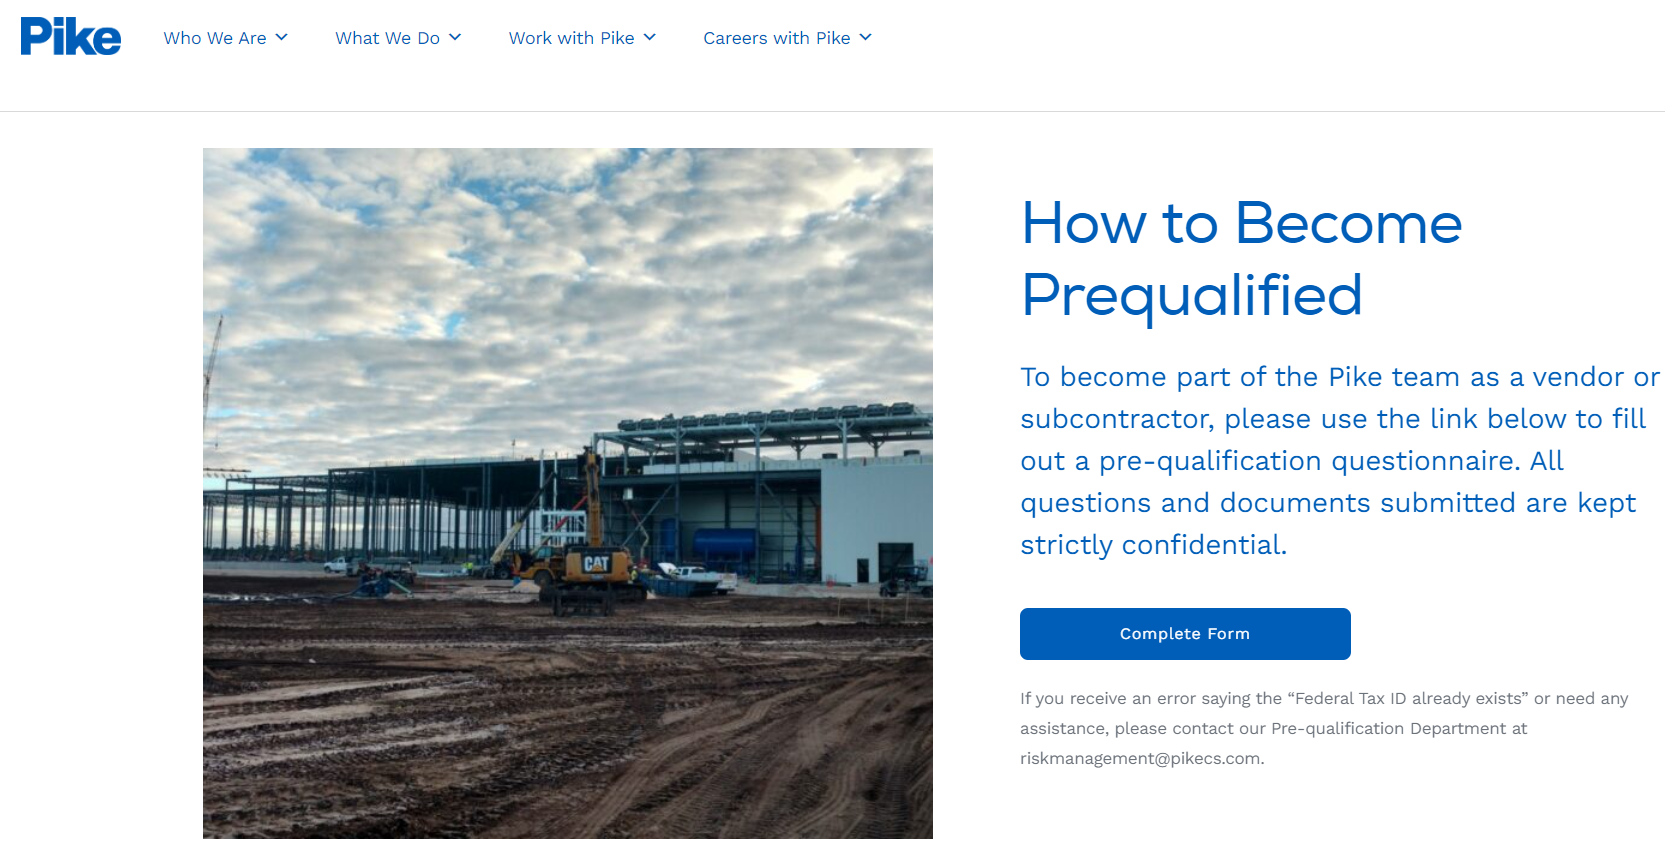 Pike
Who We Are
What We Do
Work with Pike
Careers with Pike
How to Become
Prequalified
To become part of the Pike team as a vendor or
subcontractor, please use the link below to fill
out a pre-qualification questionnaire. All
questions and documents submitted are kept
strictly confidential.
CAT
Complete Form
If you receive an error saying the “Federal Tax ID already exists” or need any
assistance, please contact our Pre-qualification Department at
riskmanagement@pikecs.com.